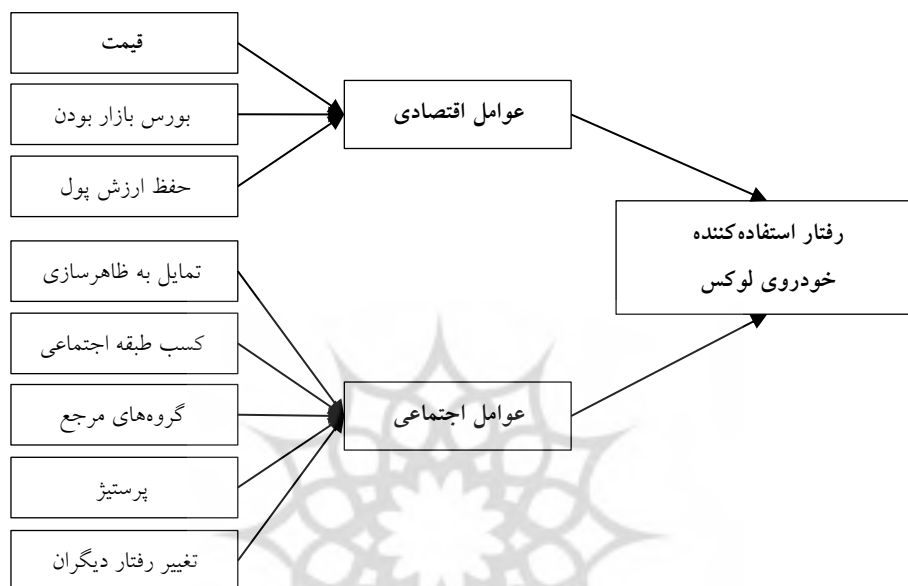 قیمت
بورس بازار بودن
حفظ ارزش پول
عوامل اقتصادی
تمایل به ظاهرسازی
کسب طبقه اجتماعی
گروه‌های مرجع
پرستیژ
تغییر رفتار دیگران
عوامل اجتماعی
رفتار استفاده‌کننده
خودروی لوکس